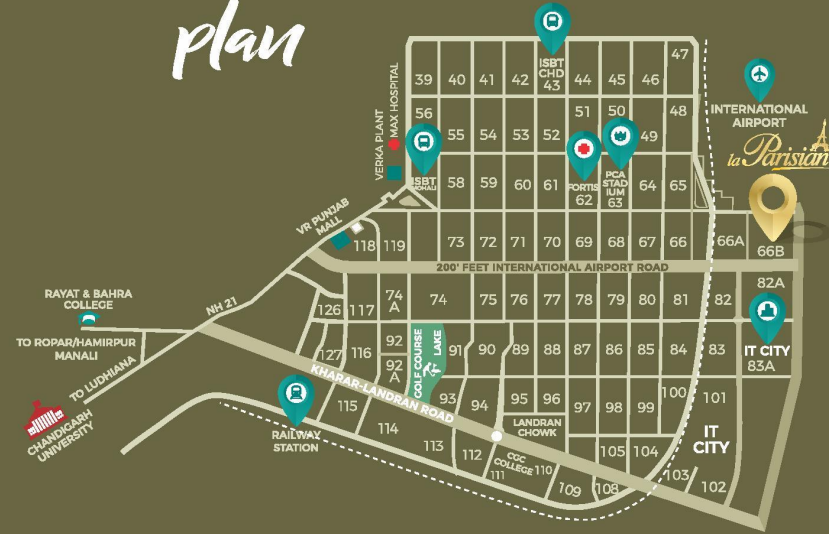 plan
ISBT
CHD
43
47
39
40
41
42
44
45
46
INTERNATIONAL
AIRPORT
la Parisian
VERKA PLANT
MAX HOSPITAL
56
55
54
53
52
51
50
49
48
ISBT
MOHALI
58
59
60
61
FORTIS
62
PCA
STAD
IUM
63
64
65
VR PUNJAB
MALL
118
119
73
72
71
70
69
68
67
66
66A
66B
200' FEET INTERNATIONAL AIRPORT ROAD
82A
RAYAT & BAHRA
COLLEGE
NH 21
126
117
74
A
74
75
76
77
78
79
80
81
82
TO ROPAR/HAMIRPUR
MANALI
127
116
92
92
A
GOLF COURSE
LAKE
91
90
89
88
87
86
85
84
83
IT CITY
83A
TO LUDHIANA
KHARAR-LANDRAN ROAD
CHANDIGARH
UNIVERSITY
RAILWAY
STATION
115
114
113
93
94
95
96
LANDRAN
CHOWK
97
98
99
100
101
IT
CITY
112
111
CGC
COLLEGE
110
109
108
105
104
103
102